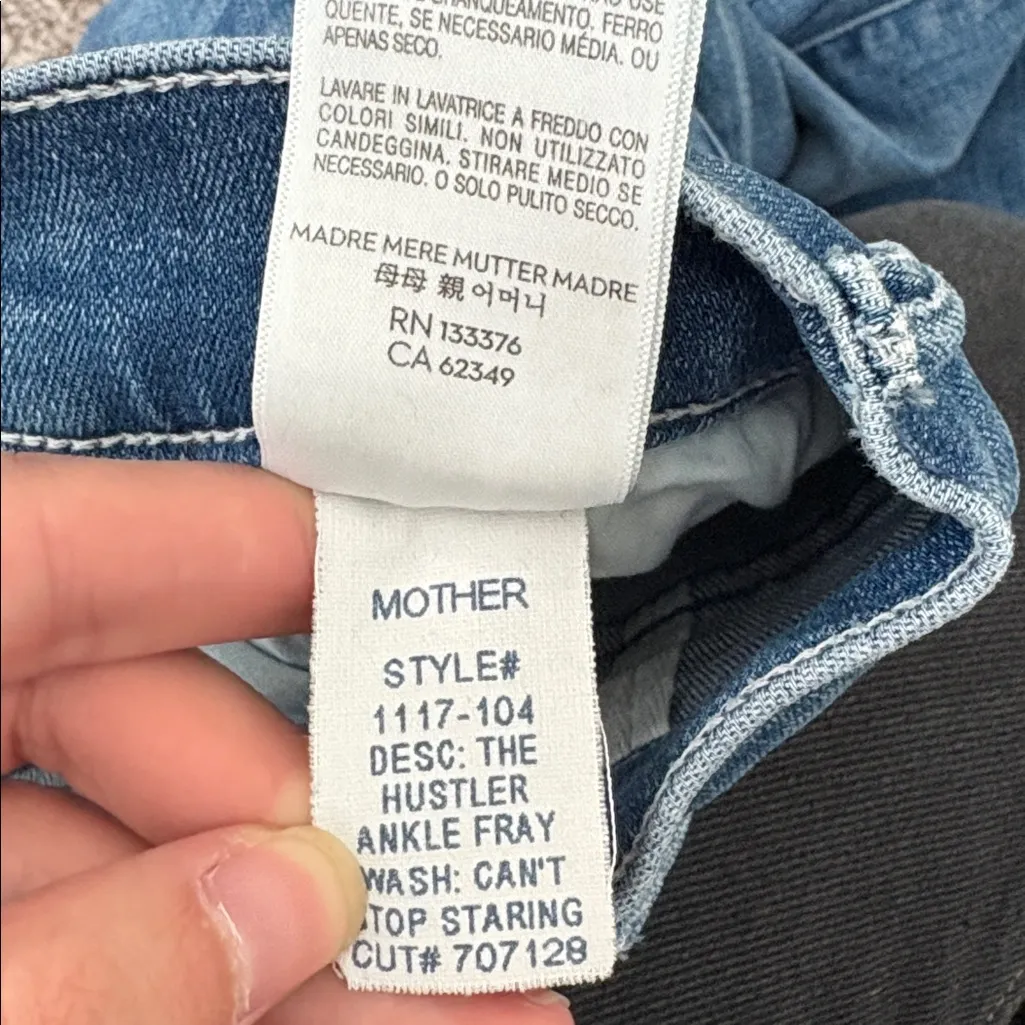 USE
FERRO
QUENTE, SE NECESSARIO MÉDIA. OU
APENAS SECO.
LAVARE IN LAVATRICE A FREDDO CON
COLORI SIMILI. NON UTILIZZATO
CANDEGGINA. STIRARE MEDIO SE
NECESSARIO. O SOLO PULITO SECCO.
MADRE MERE MUTTER MADRE
母母 親 어머니
RN 133376
CA 62349
MOTHER
STYLE#
1117-104
DESC: THE
HUSTLER
ANKLE FRAY
WASH: CAN'T
STOP STARING
CUT# 707128